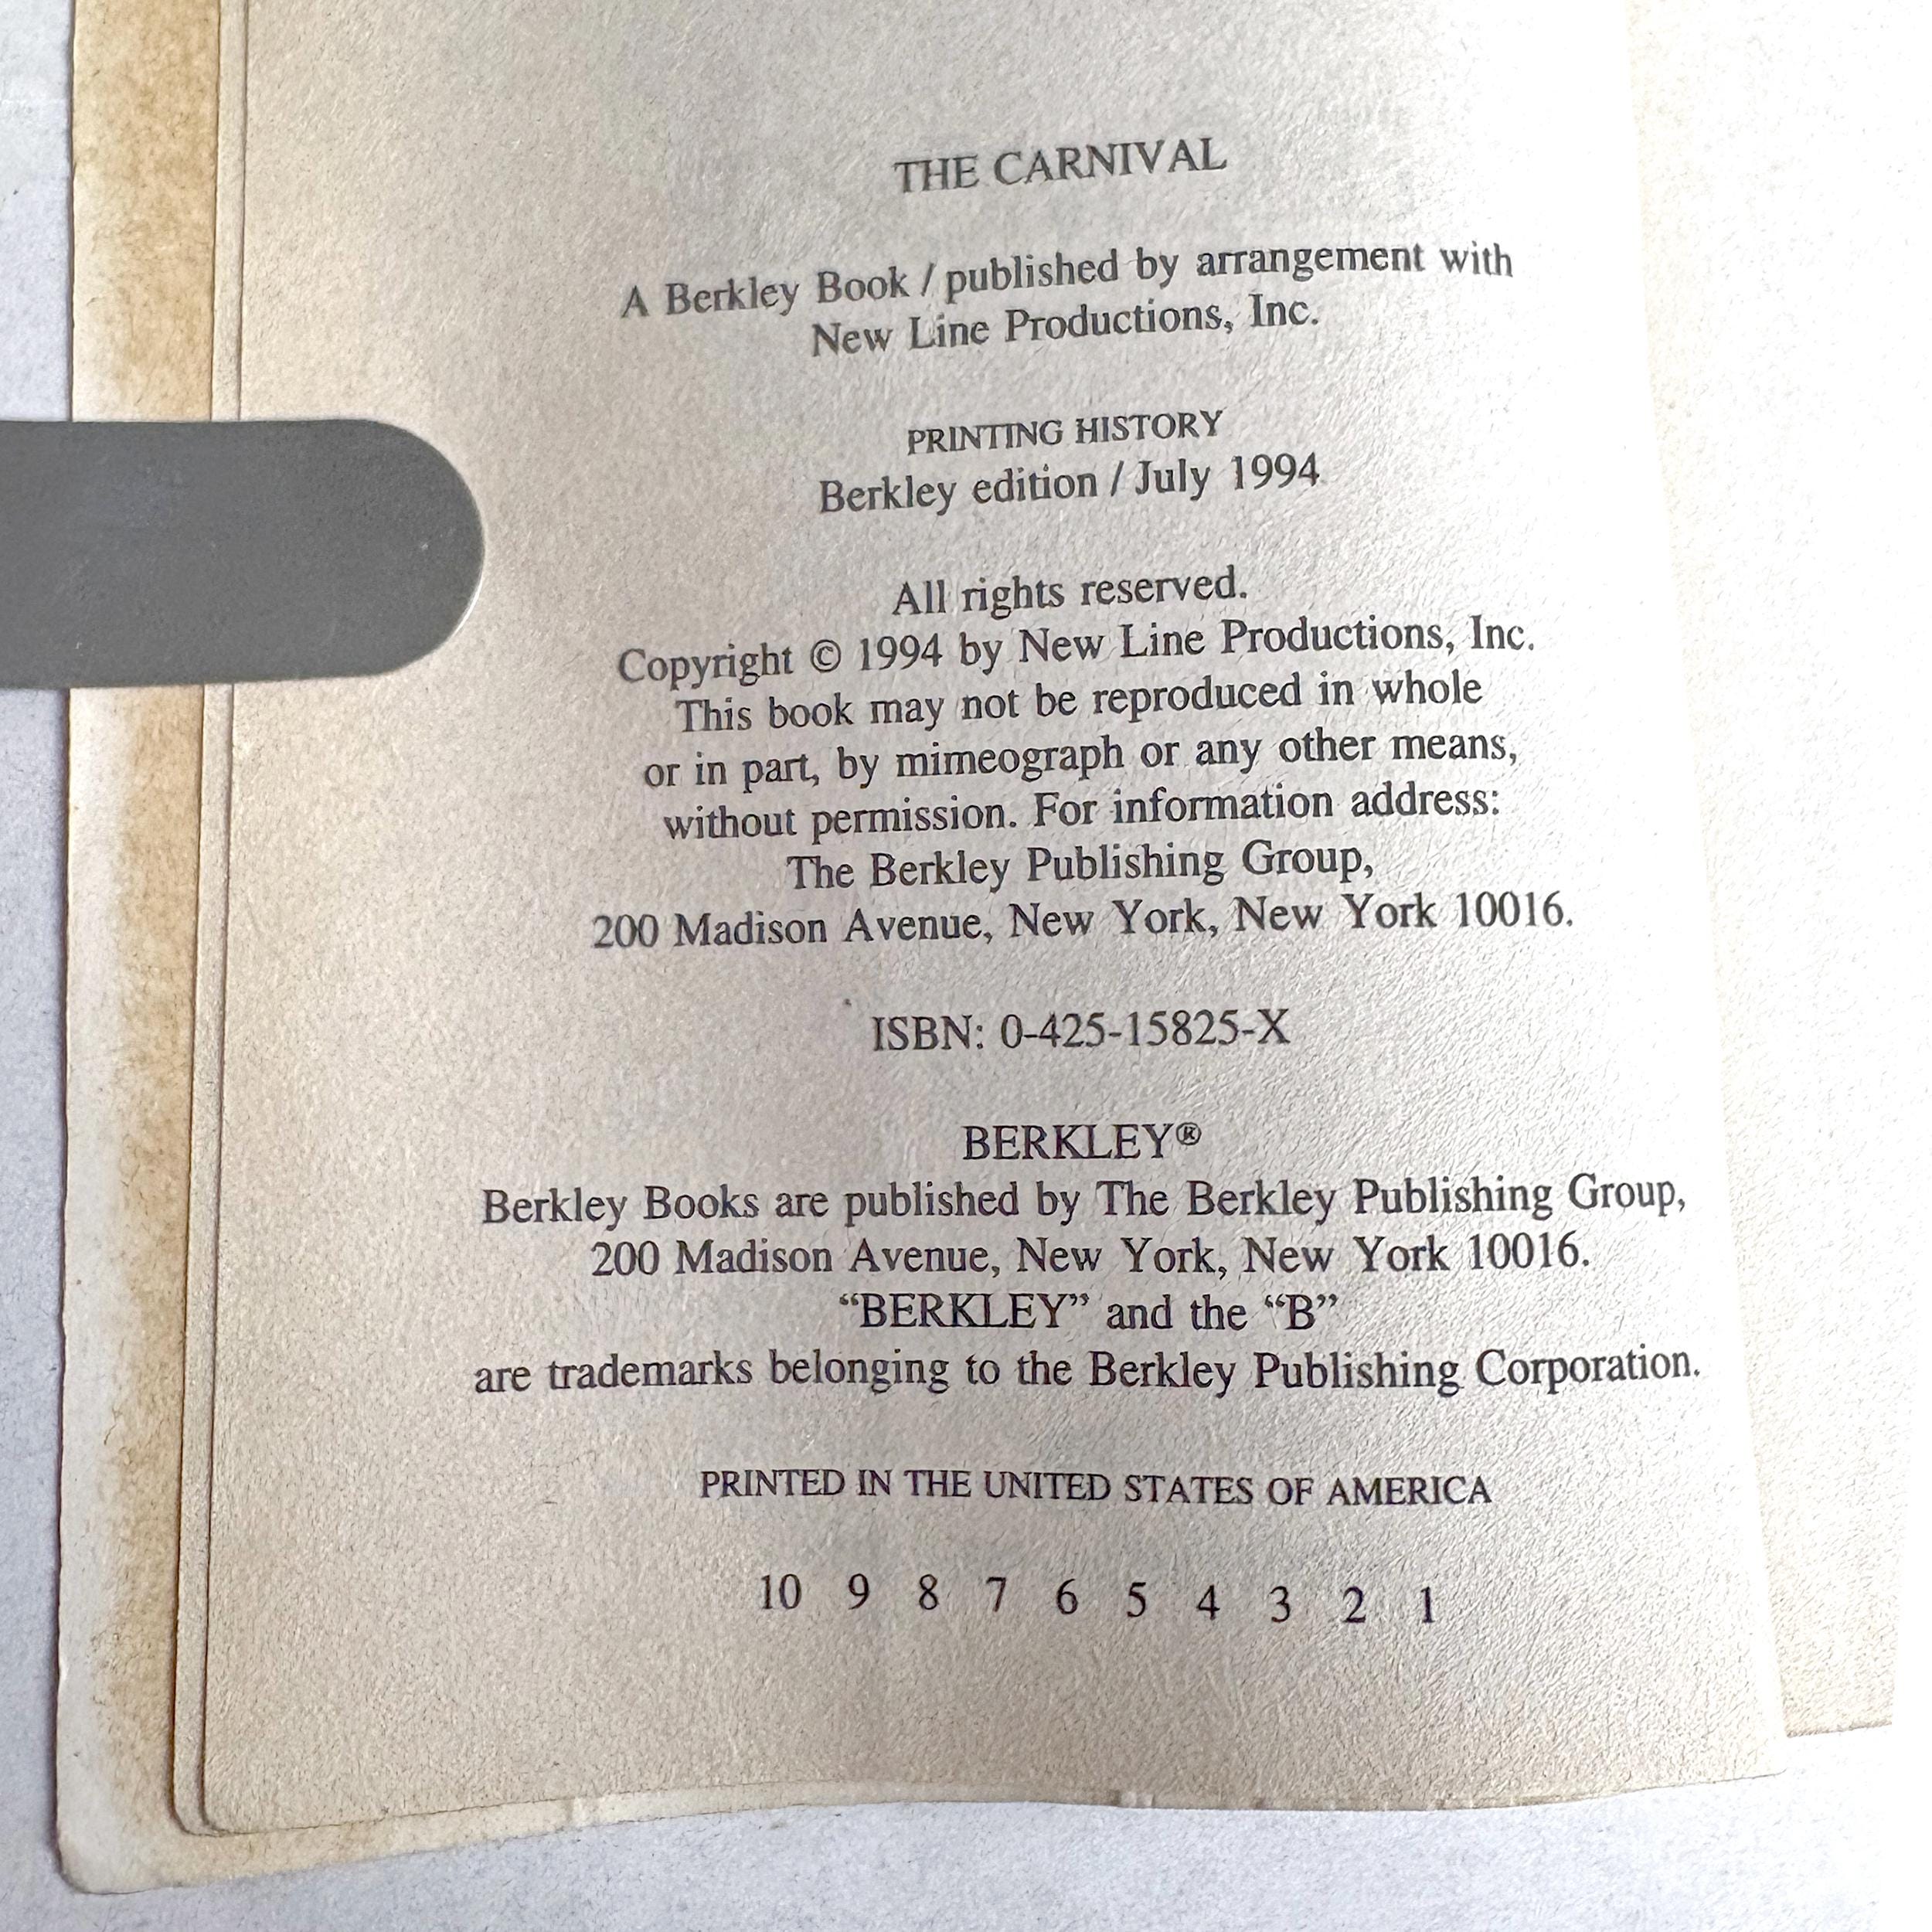 THE CARNIVAL
A Berkley Book / published by arrangement with
New Line Productions, Inc.
PRINTING HISTORY
Berkley edition / July 1994
All rights reserved.
Copyright © 1994 by New Line Productions, Inc.
This book may not be reproduced in whole
or in part, by mimeograph or any other means,
without permission. For information address:
The Berkley Publishing Group,
200 Madison Avenue, New York, New York 10016.
ISBN: 0-425-15825-X
BERKLEY®
Berkley Books are published by The Berkley Publishing Group,
200 Madison Avenue, New York, New York 10016.
“BERKLEY” and the “B”
are trademarks belonging to the Berkley Publishing Corporation.
PRINTED IN THE UNITED STATES OF AMERICA
10 9 8 7 6 5 4 3 2 1